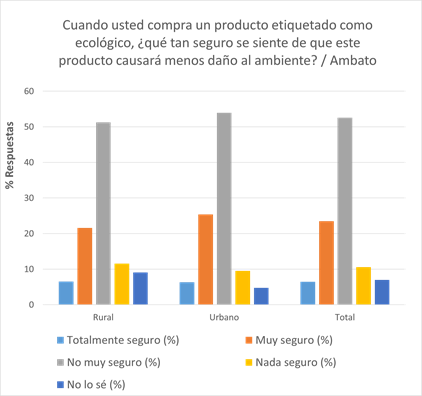 Cuando usted compra un producto etiquetado como
ecológico, ¿qué tan seguro se siente de que este
producto causará menos daño al ambiente? / Ambato
% Respuestas
60
50
40
30
20
10
0
Rural
Urbano
Total
Totalmente seguro (%)
Muy seguro (%)
No muy seguro (%)
Nada seguro (%)
No lo sé (%)